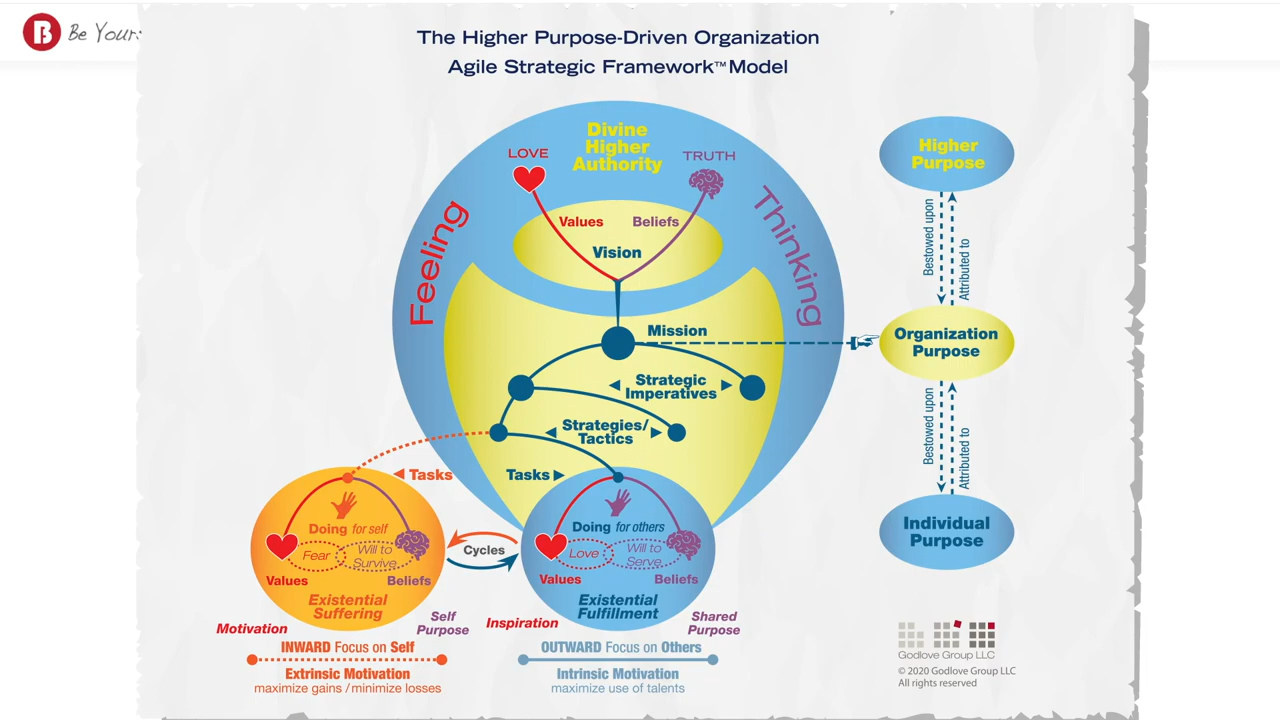 B Be Yours
The Higher Purpose-Driven Organization
Agile Strategic Framework™ Model
Divine
Higher
Authority
LOVE
TRUTH
Feeling
Thinking
Values
Beliefs
Vision
Mission
Strategic
Imperatives
Strategies/
Tactics
Tasks
Tasks
Doing for self
Fear
Will to
Survive
Values
Beliefs
Existential
Suffering
Motivation
Self
Purpose
INWARD Focus on Self
Extrinsic Motivation
maximize gains / minimize losses
Cycles
Doing for others
Love
Will to
Serve
Values
Beliefs
Existential
Fulfillment
Inspiration
Shared
Purpose
OUTWARD Focus on Others
Intrinsic Motivation
maximize use of talents
Higher
Purpose
Bestowed upon
Attributed to
Organization
Purpose
Bestowed upon
Attributed to
Individual
Purpose
Godlove Group LLC
© 2020 Godlove Group LLC
All rights reserved